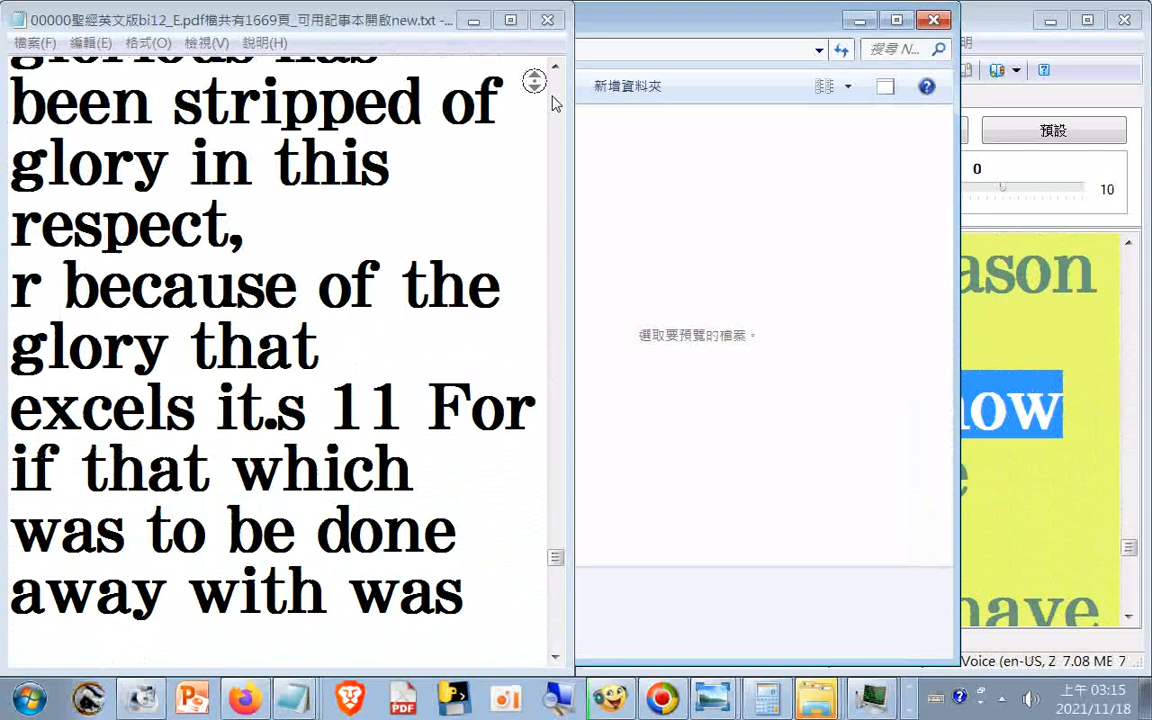 00000聖經英文版bi12_E.pdf檔共有1669頁_可用記事本開啟new.txt -...
檔案(F) 編輯(E) 格式(O) 檢視(V) 說明(H)
been stripped of
glory in this
respect,
r because of the
glory that
excels it.s 11 For
if that which
was to be done
away with was
搜尋 N...
新增資料夾
選取要預覽的檔案。
明
預設
0
10
ason
now
e
have
Voice (en-US, Z 7.08 MB 7
上午 03:15
2021/11/18